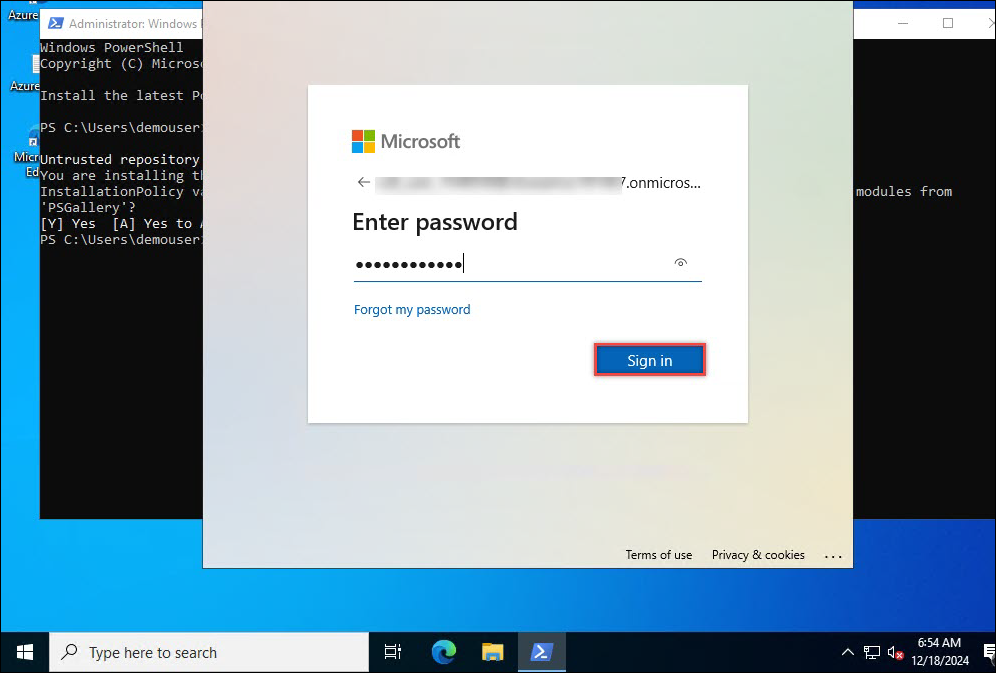 Azure
Administrator: Windows
Windows PowerShell
Copyright (C) Micros
Install the latest P
Azure
PS C:\Users\demouser
Micr
Ed
Untrusted repository
You are installing th
InstallationPolicy va
modules from
'PSGallery'?
[Y] Yes  [A] Yes to A
PS C:\Users\demouser
Microsoft
←
7.onmicros...
Enter password
••••••••••••
Forgot my password
Sign in
Terms of use
Privacy & cookies
...
Type here to search
6:54 AM
12/18/2024